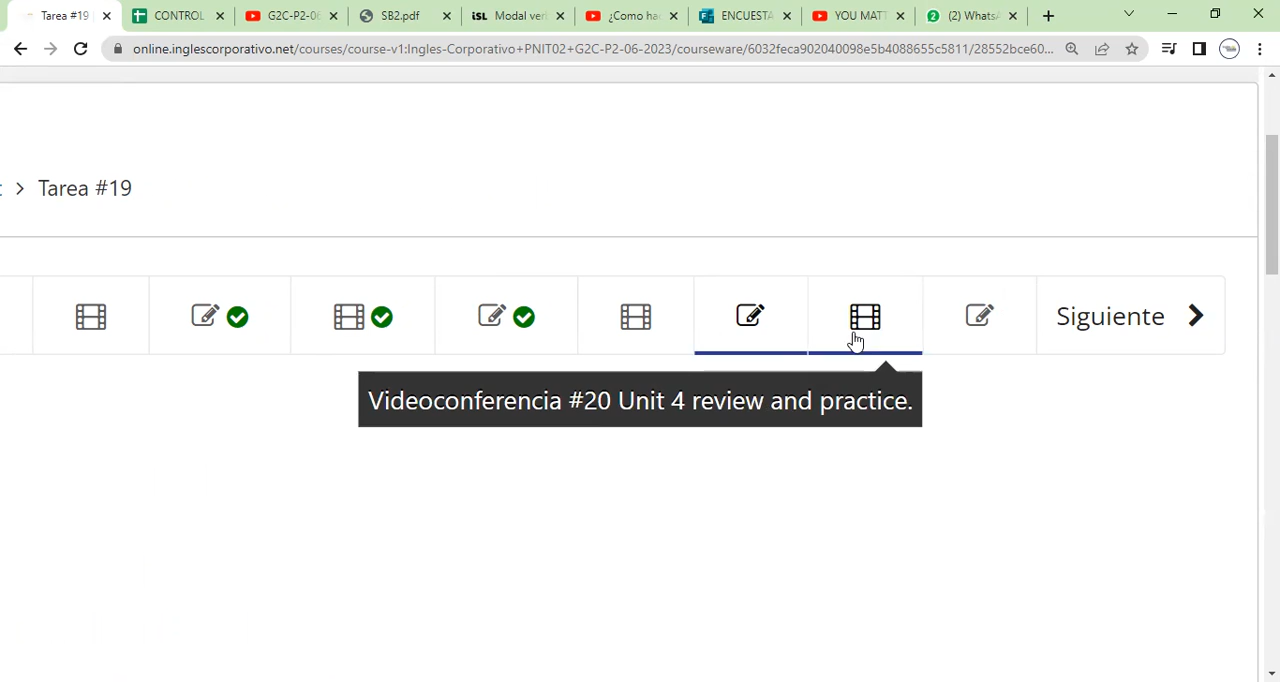 Tarea #19
CONTROL
G2C-P2-06
SB2.pdf
iSL Modal ver
¿Como ha
ENCUESTA
YOU MATT
2 (2) WhatsA
online.inglescorporativo.net/courses/course-v1:Ingles-Corporativo+PNIT02+G2C-P2-06-2023/courseware/6032feca902040098e5b4088655c5811/28552bce60...
> Tarea #19
Siguiente
Videoconferencia #20 Unit 4 review and practice.